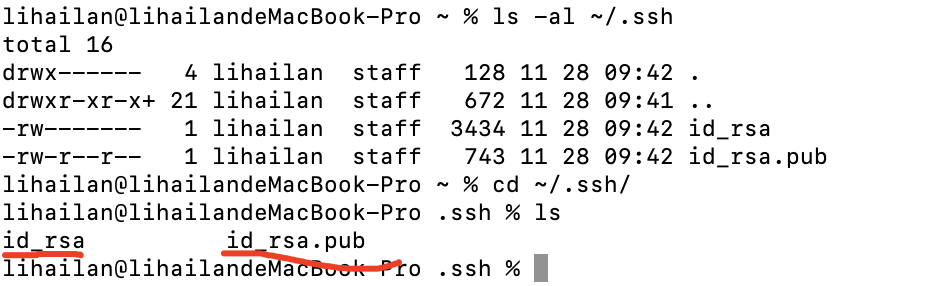 lihailan@lihailandeMacBook-Pro ~ % ls -al ~/.ssh
total 16
drwx------   4 lihailan  staff   128 11 28 09:42 .
drwxr-xr-x+ 21 lihailan  staff   672 11 28 09:41 ..
-rw-------   1 lihailan  staff  3434 11 28 09:42 id_rsa
-rw-r--r--   1 lihailan  staff   743 11 28 09:42 id_rsa.pub
lihailan@lihailandeMacBook-Pro ~ % cd ~/.ssh/
lihailan@lihailandeMacBook-Pro .ssh % ls
id_rsa          id_rsa.pub
lihailan@lihailandeMacBook-Pro .ssh %